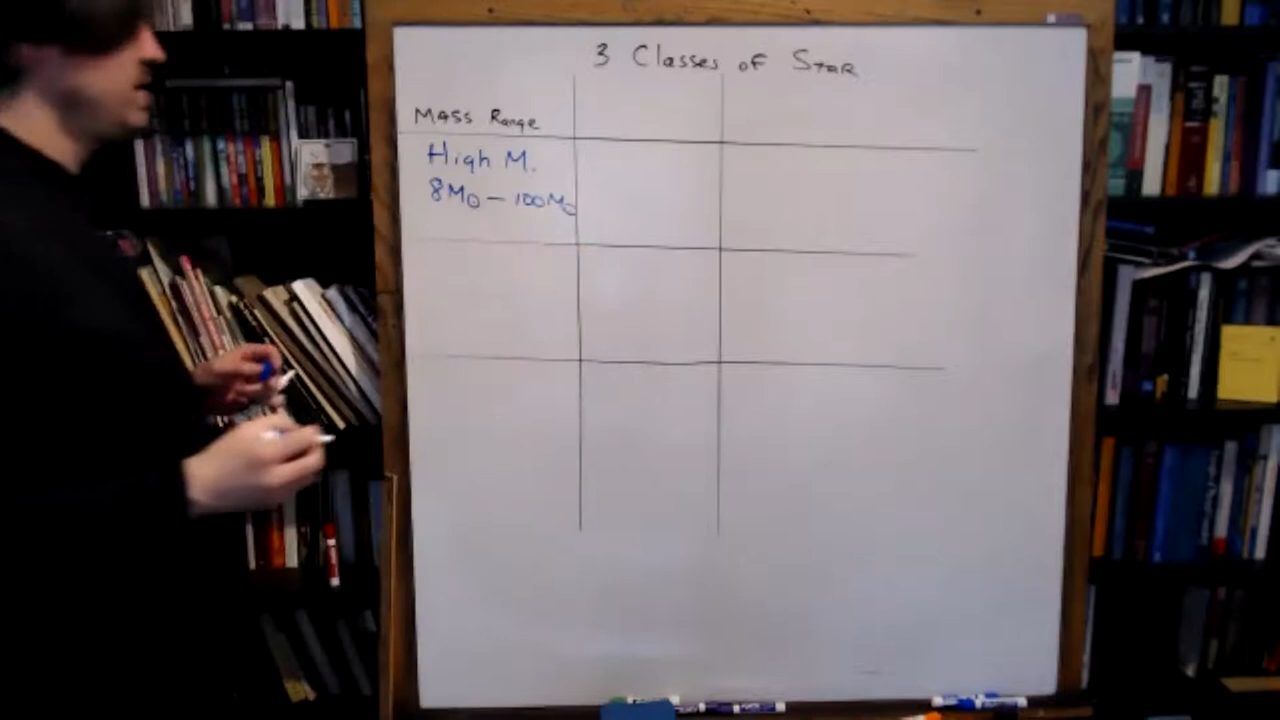 3 Classes of Star
Mass Range
High M.
8M⊙ — 100M⊙